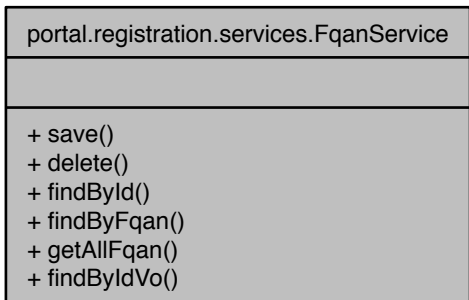 portal.registration.services.FqanService
+ save()
+ delete()
+ findById()
+ findByFqan()
+ getAllFqan()
+ findByIdVo()